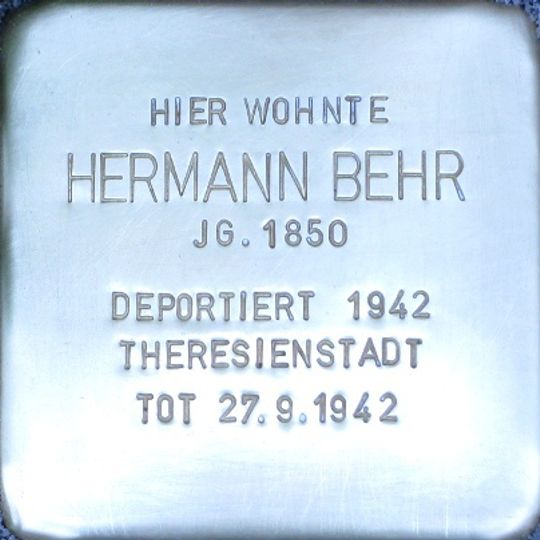 HIER WOHNTE
HERMANN BEHR
JG. 1850
DEPORTIERT 1942
THERESIENSTADT
TOT 27.9.1942